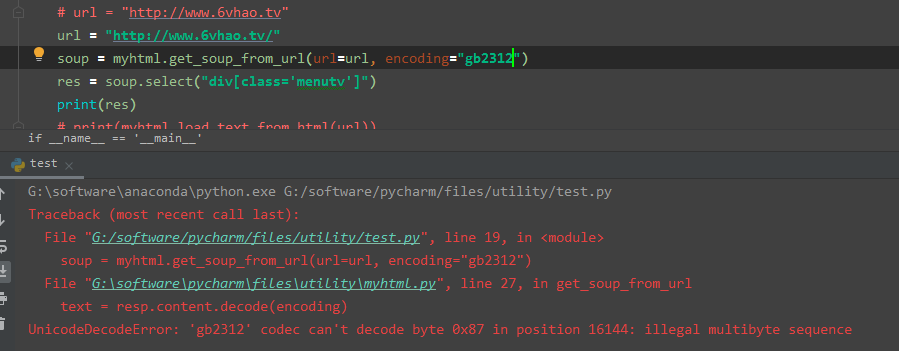 # url = "http://www.6vhao.tv"
url = "http://www.6vhao.tv/"
soup = myhtml.get_soup_from_url(url=url, encoding="gb2312")
res = soup.select("div[class='menutv']")
print(res)
# print(myhtml.load_text_from_html(url))
if __name__ == '__main__'
test
G:\software\anaconda\python.exe G:/software/pycharm/files/utility/test.py
Traceback (most recent call last):
File "G:/software/pycharm/files/utility/test.py", line 19, in <module>
soup = myhtml.get_soup_from_url(url=url, encoding="gb2312")
File "G:\software\pycharm\files\utility\myhtml.py", line 27, in get_soup_from_url
text = resp.content.decode(encoding)
UnicodeDecodeError: 'gb2312' codec can't decode byte 0x87 in position 16144: illegal multibyte sequence